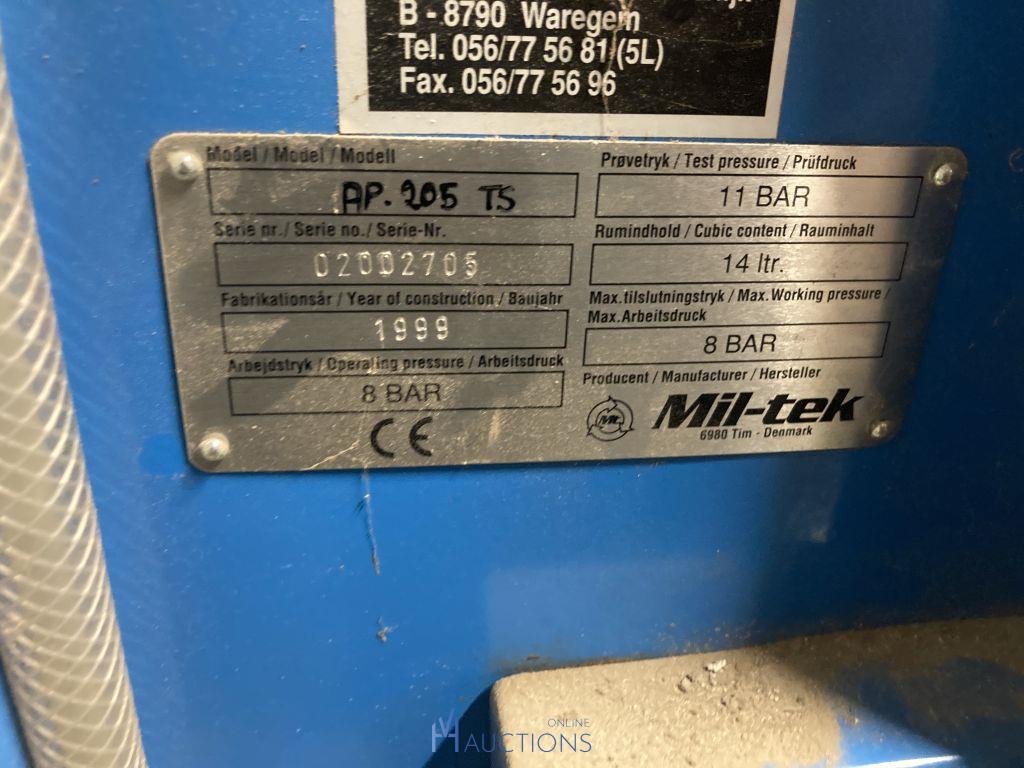 B - 8790 Waregem
Tel. 056/77 56 81 (5L)
Fax. 056/77 56 96
Model / Model / Modell
AP. 205 TS
Serie nr./ Serie no./ Serie-Nr.
02002705
Fabrikationsår / Year of construction / Baujahr
1999
Arbejdstryk / Operating pressure / Arbeitsdruck
8 BAR
CE
Prøvetryk / Test pressure / Prüfdruck
11 BAR
Rumindhold / Cubic content / Rauminhalt
14 ltr.
Max.tilslutningstryk / Max.Working pressure /
Max.Arbeitsdruck
8 BAR
Producent / Manufacturer / Hersteller
Mil-tek
6980 Tim - Denmark
ONLINE
AUCTIONS